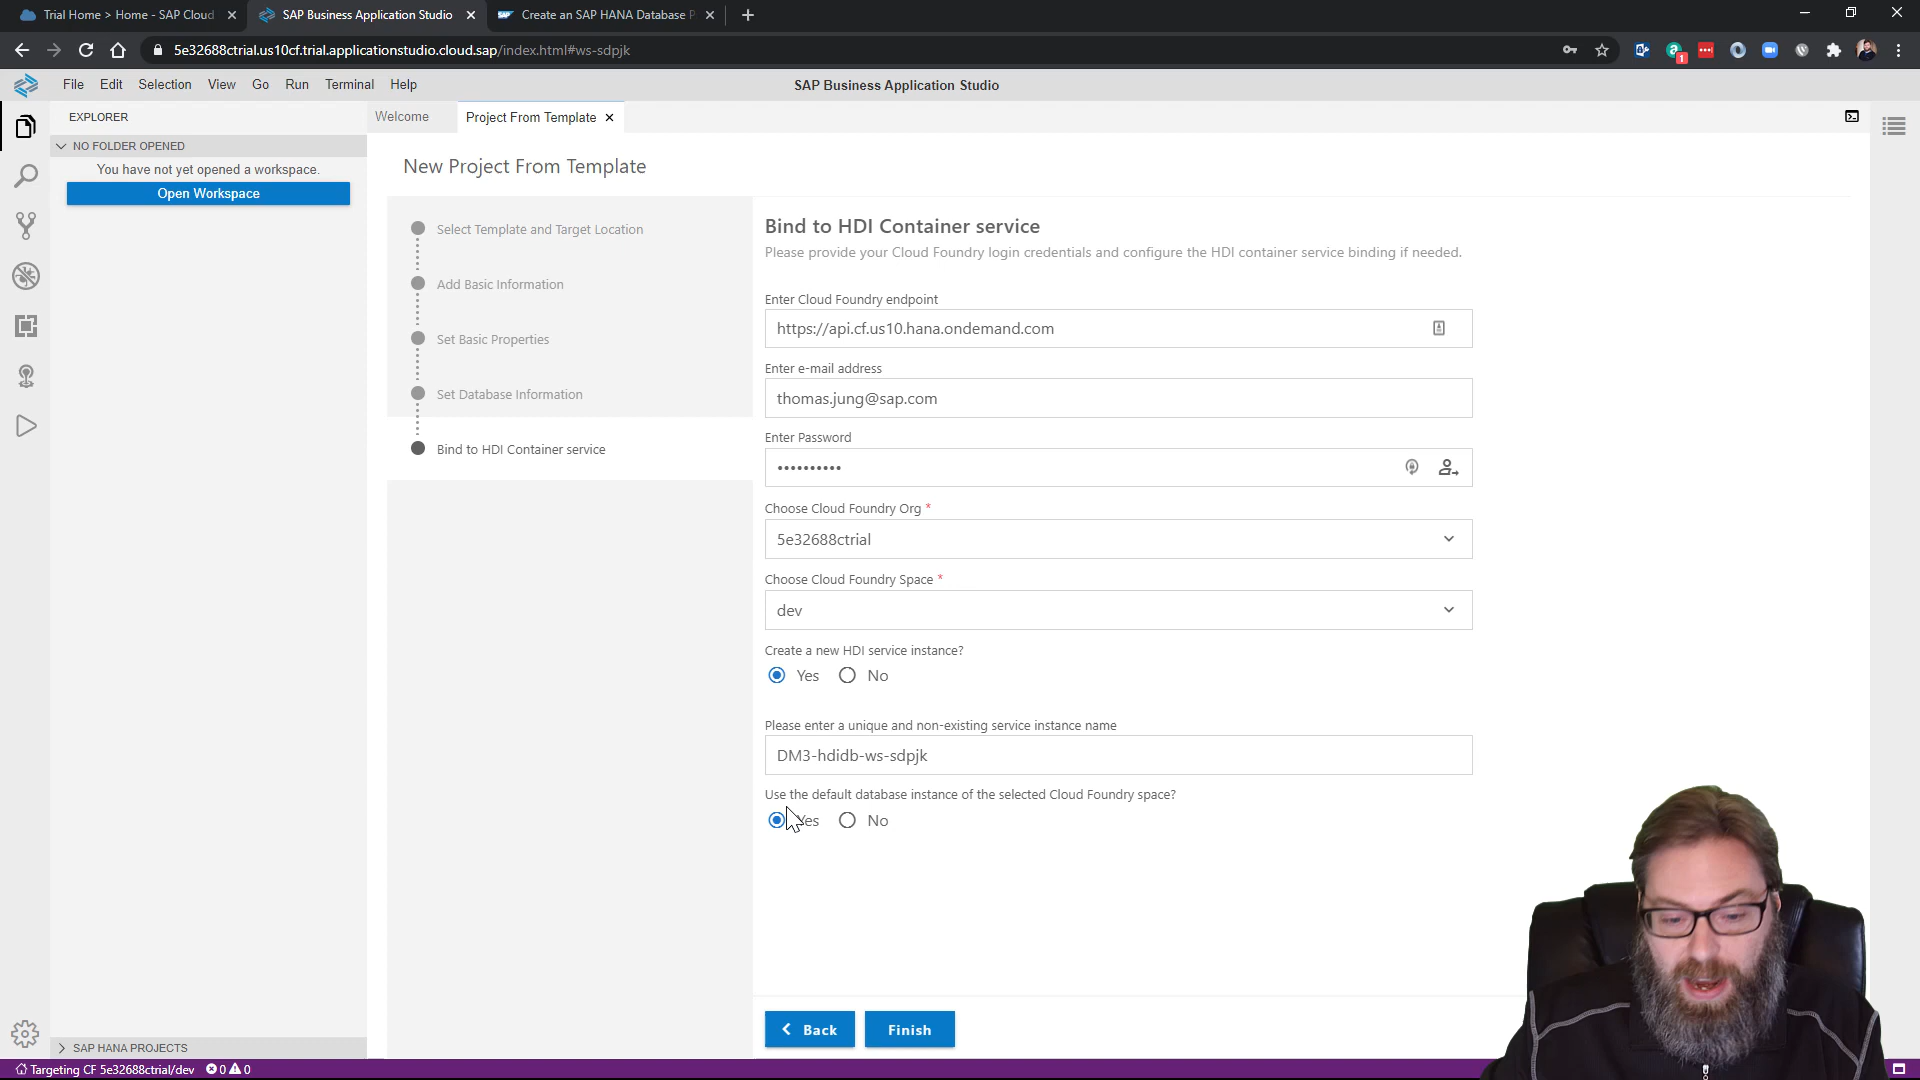 Trial Home > Home - SAP Cloud
SAP Business Application Studio
Create an SAP HANA Database P
5e32688ctrial.us10cf.trial.applicationstudio.cloud.sap/index.html#ws-sdpjk
1
File Edit Selection View Go Run Terminal Help
SAP Business Application Studio
EXPLORER
NO FOLDER OPENED
You have not yet opened a workspace.
Open Workspace
Welcome
Project From Template
New Project From Template
Select Template and Target Location
Add Basic Information
Set Basic Properties
Set Database Information
Bind to HDI Container service
Bind to HDI Container service
Please provide your Cloud Foundry login credentials and configure the HDI container service binding if needed.
Enter Cloud Foundry endpoint
https://api.cf.us10.hana.ondemand.com
Enter e-mail address
thomas.jung@sap.com
Enter Password
••••••••••
Choose Cloud Foundry Org *
5e32688ctrial
Choose Cloud Foundry Space *
dev
Create a new HDI service instance?
Yes No
Please enter a unique and non-existing service instance name
DM3-hdidb-ws-sdpjk
Use the default database instance of the selected Cloud Foundry space?
Yes No
Back
Finish
SAP HANA PROJECTS
Targeting CF 5e32688ctrial/dev 0 0